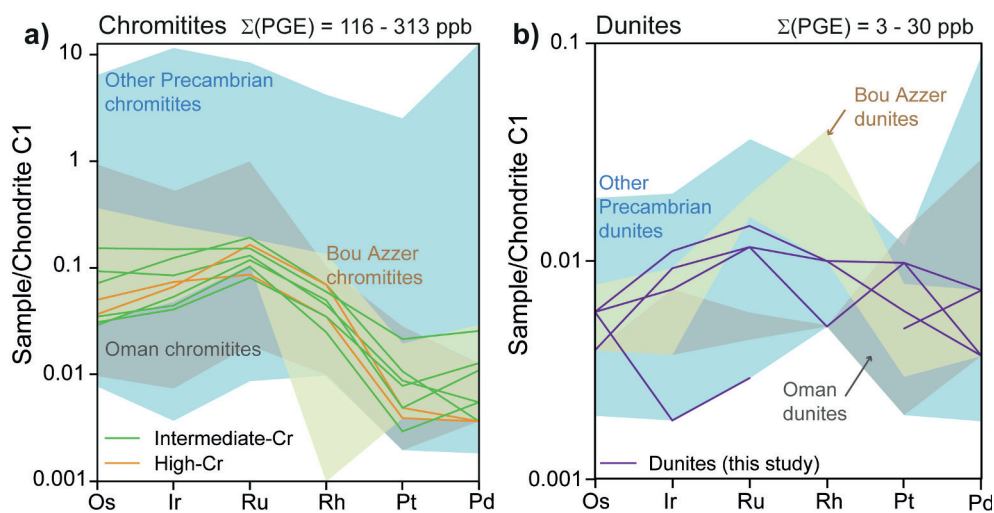 a) Chromitites Σ(PGE) = 116 - 313 ppb
10
1
0.1
0.01
0.001
Sample/Chondrite C1
Other Precambrian
chromitites
Bou Azzer
chromitites
Oman chromitites
Intermediate-Cr
High-Cr
Os Ir Ru Rh Pt Pd
b) Dunites Σ(PGE) = 3 - 30 ppb
0.1
0.01
0.001
Sample/Chondrite C1
Bou Azzer
dunites
Other
Precambrian
dunites
Oman
dunites
Dunites (this study)
Os Ir Ru Rh Pt Pd